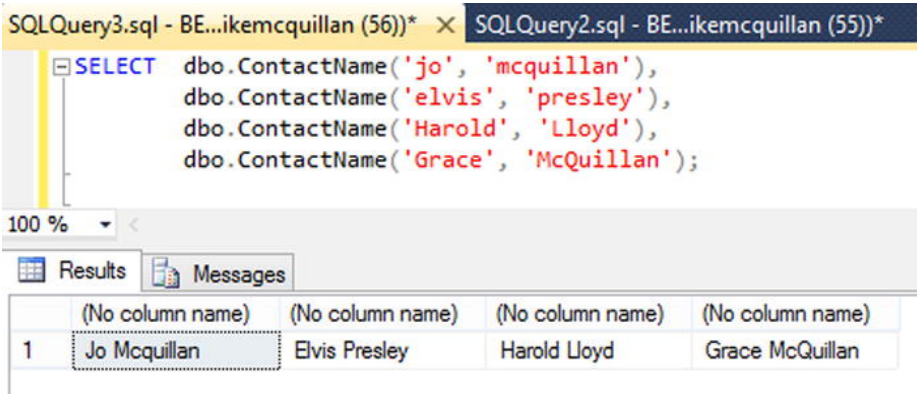 SQLQuery3.sql - BE...ikemcquillan (56))* × SQLQuery2.sql - BE...ikemcquillan (55))*
SELECT dbo.ContactName('jo', 'mcquillan'),
dbo.ContactName('elvis', 'presley'),
dbo.ContactName('Harold', 'Lloyd'),
dbo.ContactName('Grace', 'McQuillan');
100 %
Results Messages
(No column name) (No column name) (No column name) (No column name)
1 Jo Mcquillan Elvis Presley Harold Lloyd Grace McQuillan